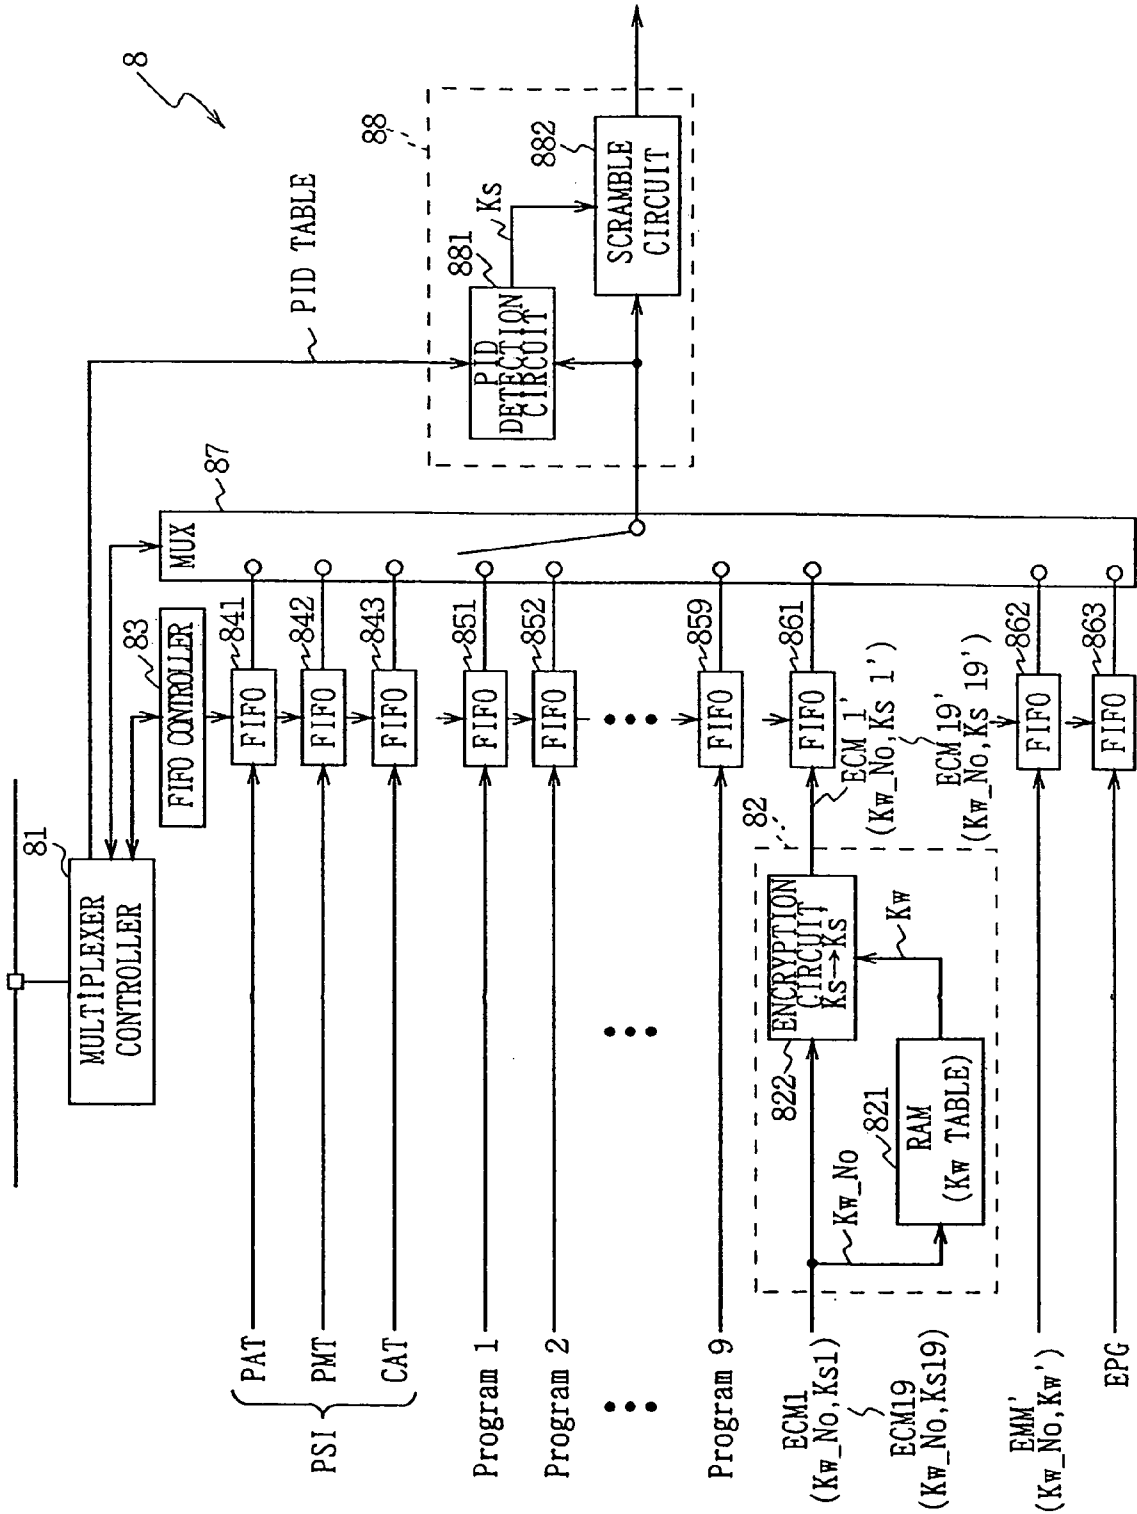 8
81
MULTIPLEXER
CONTROLLER
83
FIFO CONTROLLER
87
MUX
PID TABLE
88
881
PID
DETECTION
CIRCUIT
Ks
882
SCRAMBLE
CIRCUIT
PSI
PAT
FIFO
841
PMT
FIFO
842
CAT
FIFO
843
Program 1
FIFO
851
Program 2
FIFO
852
•••
•••
•••
Program 9
FIFO
859
ECM1
(Kw_No,Ks1)
ECM19
(Kw_No,Ks19)
82
822
ENCRYPTION
CIRCUIT
Ks→Ks'
Kw
Kw_No
821
RAM
(Kw TABLE)
ECM 1'
(Kw_No,Ks 1')
ECM 19'
(Kw_No,Ks 19')
FIFO
861
EMM'
(Kw_No,Kw')
FIFO
862
EPG
FIFO
863